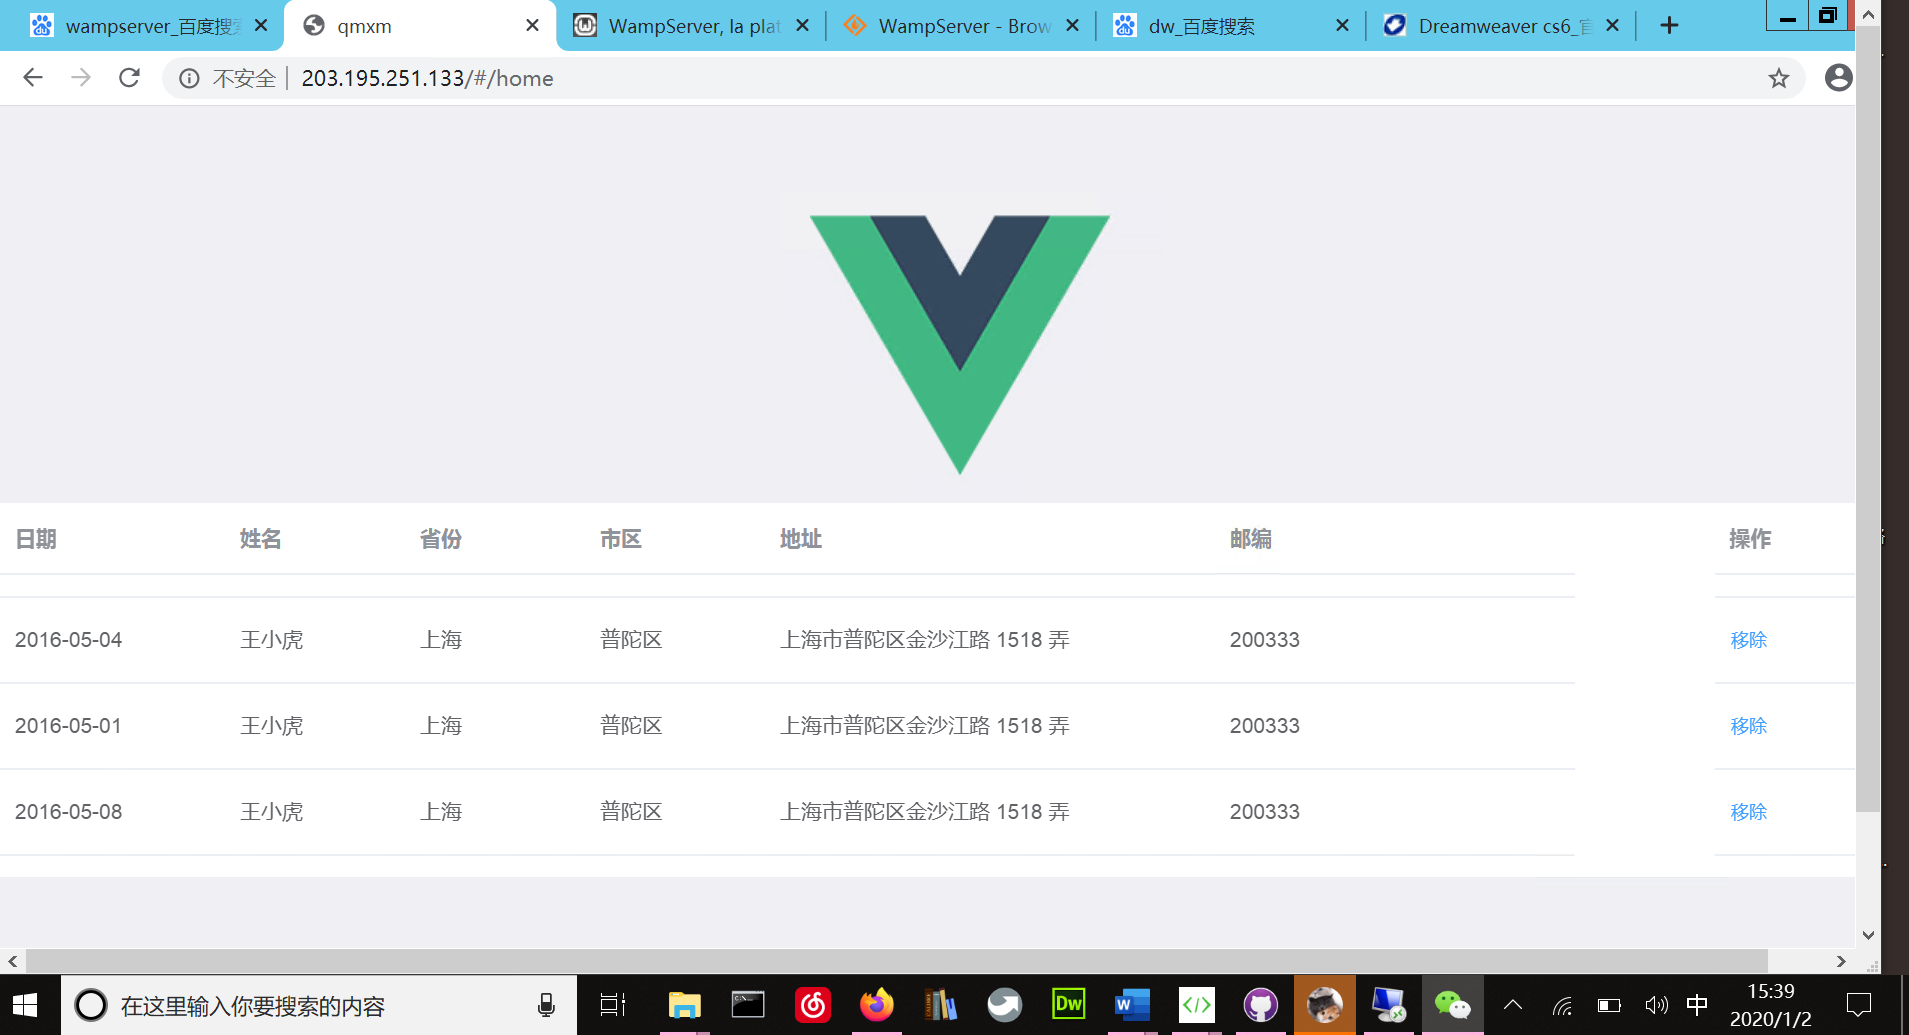 wampserver_百度搜索
qmxm
WampServer, la plat
WampServer - Brow
dw_百度搜索
Dreamweaver cs6_官
不安全
203.195.251.133/#/home
日期 姓名 省份 市区 地址 邮编 操作
2016-05-04 王小虎 上海 普陀区 上海市普陀区金沙江路 1518 弄 200333 移除
2016-05-01 王小虎 上海 普陀区 上海市普陀区金沙江路 1518 弄 200333 移除
2016-05-08 王小虎 上海 普陀区 上海市普陀区金沙江路 1518 弄 200333 移除
在这里输入你要搜索的内容
Dw
中
15:39
2020/1/2